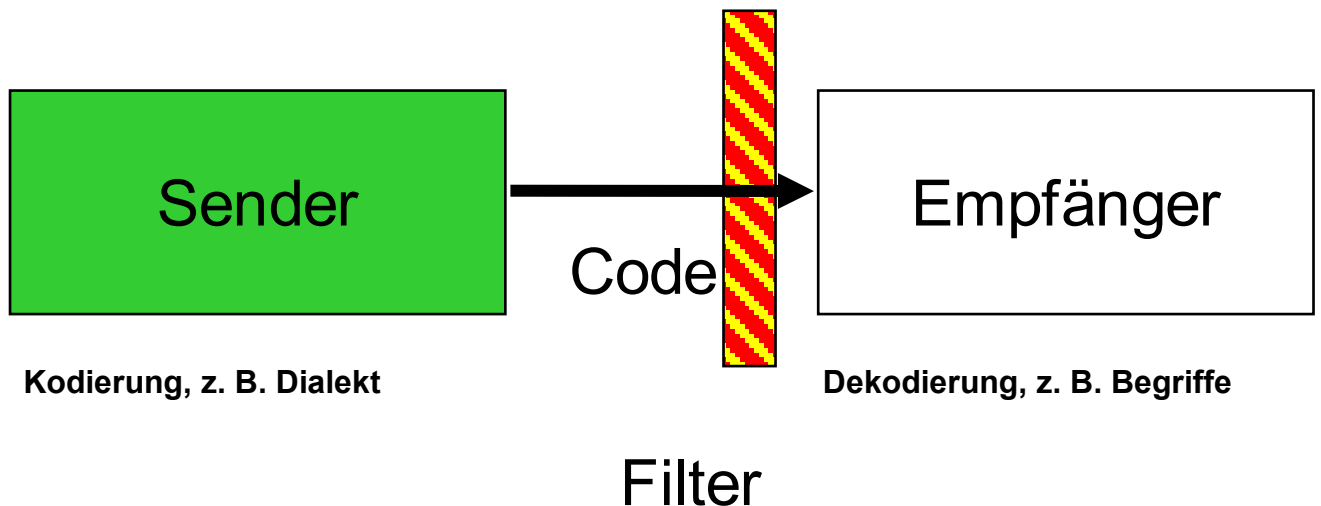 Sender
Empfänger
Code
Kodierung, z. B. Dialekt
Dekodierung, z. B. Begriffe
Filter